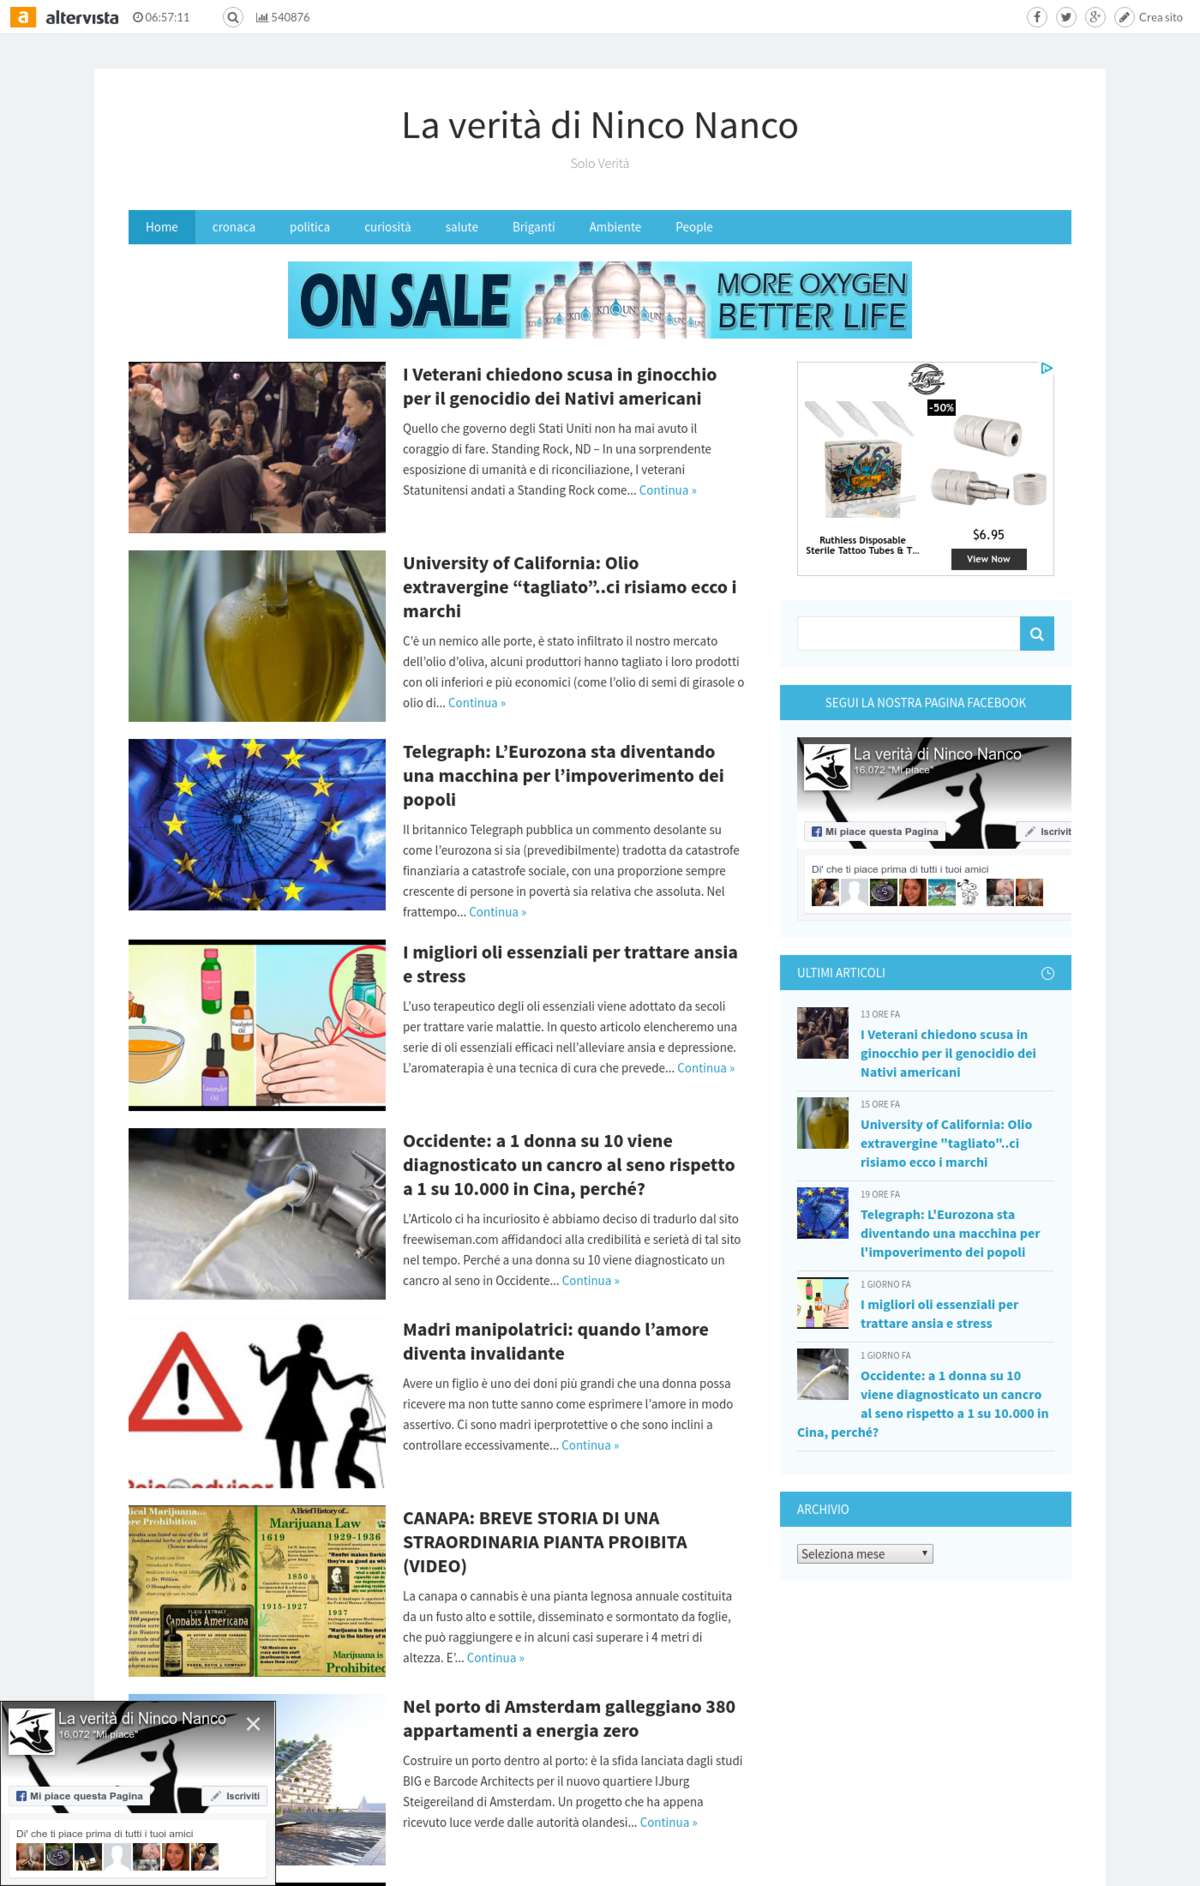 altervista 06:57:11 540876 Crea sito
La verità di Ninco Nanco
Solo Verità
Home cronaca politica curiosità salute Briganti Ambiente People
ON SALE
MORE OXYGEN
BETTER LIFE
I Veterani chiedono scusa in ginocchio
per il genocidio dei Nativi americani
Quello che governo degli Stati Uniti non ha mai avuto il
coraggio di fare. Standing Rock, ND – In una sorprendente
esposizione di umanità e di riconciliazione, I veterani
Statunitensi andati a Standing Rock come... Continua »
University of California: Olio
extravergine “tagliato”..ci risiamo ecco i
marchi
C’è un nemico alle porte, è stato infiltrato il nostro mercato
dell’olio d’oliva, alcuni produttori hanno tagliato i loro prodotti
con oli inferiori e più economici (come l’olio di semi di girasole o
olio di... Continua »
Telegraph: L’Eurozona sta diventando
una macchina per l’impoverimento dei
popoli
Il britannico Telegraph pubblica un commento desolante su
come l’eurozona si sia (prevedibilmente) tradotta da catastrofe
finanziaria a catastrofe sociale, con una proporzione sempre
crescente di persone in povertà sia relativa che assoluta. Nel
frattempo... Continua »
I migliori oli essenziali per trattare ansia
e stress
L’uso terapeutico degli oli essenziali viene adottato da secoli
per trattare varie malattie. In questo articolo elencheremo una
serie di oli essenziali efficaci nell’alleviare ansia e depressione.
L’aromaterapia è una tecnica di cura che prevede... Continua »
Occidente: a 1 donna su 10 viene
diagnosticato un cancro al seno rispetto
a 1 su 10.000 in Cina, perché?
L’Articolo ci ha incuriosito è abbiamo deciso di tradurlo dal sito
freewiseman.com affidandoci alla credibilità e serietà di tal sito
nel tempo. Perché a una donna su 10 viene diagnosticato un
cancro al seno in Occidente... Continua »
Madri manipolatrici: quando l’amore
diventa invalidante
Avere un figlio è uno dei doni più grandi che una donna possa
ricevere ma non tutte sanno come esprimere l’amore in modo
assertivo. Ci sono madri iperprotettive o che sono inclini a
controllare eccessivamente... Continua »
A Brief History of...
Marijuana Law
1619 1929-1936
1850
1915-1927
1937
Cannabis Americana
Marijuana is
Prohibited
CANAPA: BREVE STORIA DI UNA
STRAORDINARIA PIANTA PROIBITA
(VIDEO)
La canapa o cannabis è una pianta legnosa annuale costituita
da un fusto alto e sottile, disseminato e sormontato da foglie,
che può raggiungere e in alcuni casi superare i 4 metri di
altezza. E’... Continua »
Nel porto di Amsterdam galleggiano 380
appartamenti a energia zero
Costruire un porto dentro al porto: è la sfida lanciata dagli studi
BIG e Barcode Architects per il nuovo quartiere IJburg
Steigereiland di Amsterdam. Un progetto che ha appena
ricevuto luce verde dalle autorità olandesi... Continua »
-50%
Ruthless Disposable
Sterile Tattoo Tubes & T...
$6.95
View Now
SEGUI LA NOSTRA PAGINA FACEBOOK
La verità di Ninco Nanco
16.072 "Mi piace"
Mi piace questa Pagina Iscrivit
Di' che ti piace prima di tutti i tuoi amici
ULTIMI ARTICOLI
13 ORE FA
I Veterani chiedono scusa in
ginocchio per il genocidio dei
Nativi americani
15 ORE FA
University of California: Olio
extravergine "tagliato"..ci
risiamo ecco i marchi
19 ORE FA
Telegraph: L'Eurozona sta
diventando una macchina per
l'impoverimento dei popoli
1 GIORNO FA
I migliori oli essenziali per
trattare ansia e stress
1 GIORNO FA
Occidente: a 1 donna su 10
viene diagnosticato un cancro
al seno rispetto a 1 su 10.000 in
Cina, perché?
ARCHIVIO
Seleziona mese
La verità di Ninco Nanco
16.072 "Mi piace"
Mi piace questa Pagina Iscriviti
Di' che ti piace prima di tutti i tuoi amici